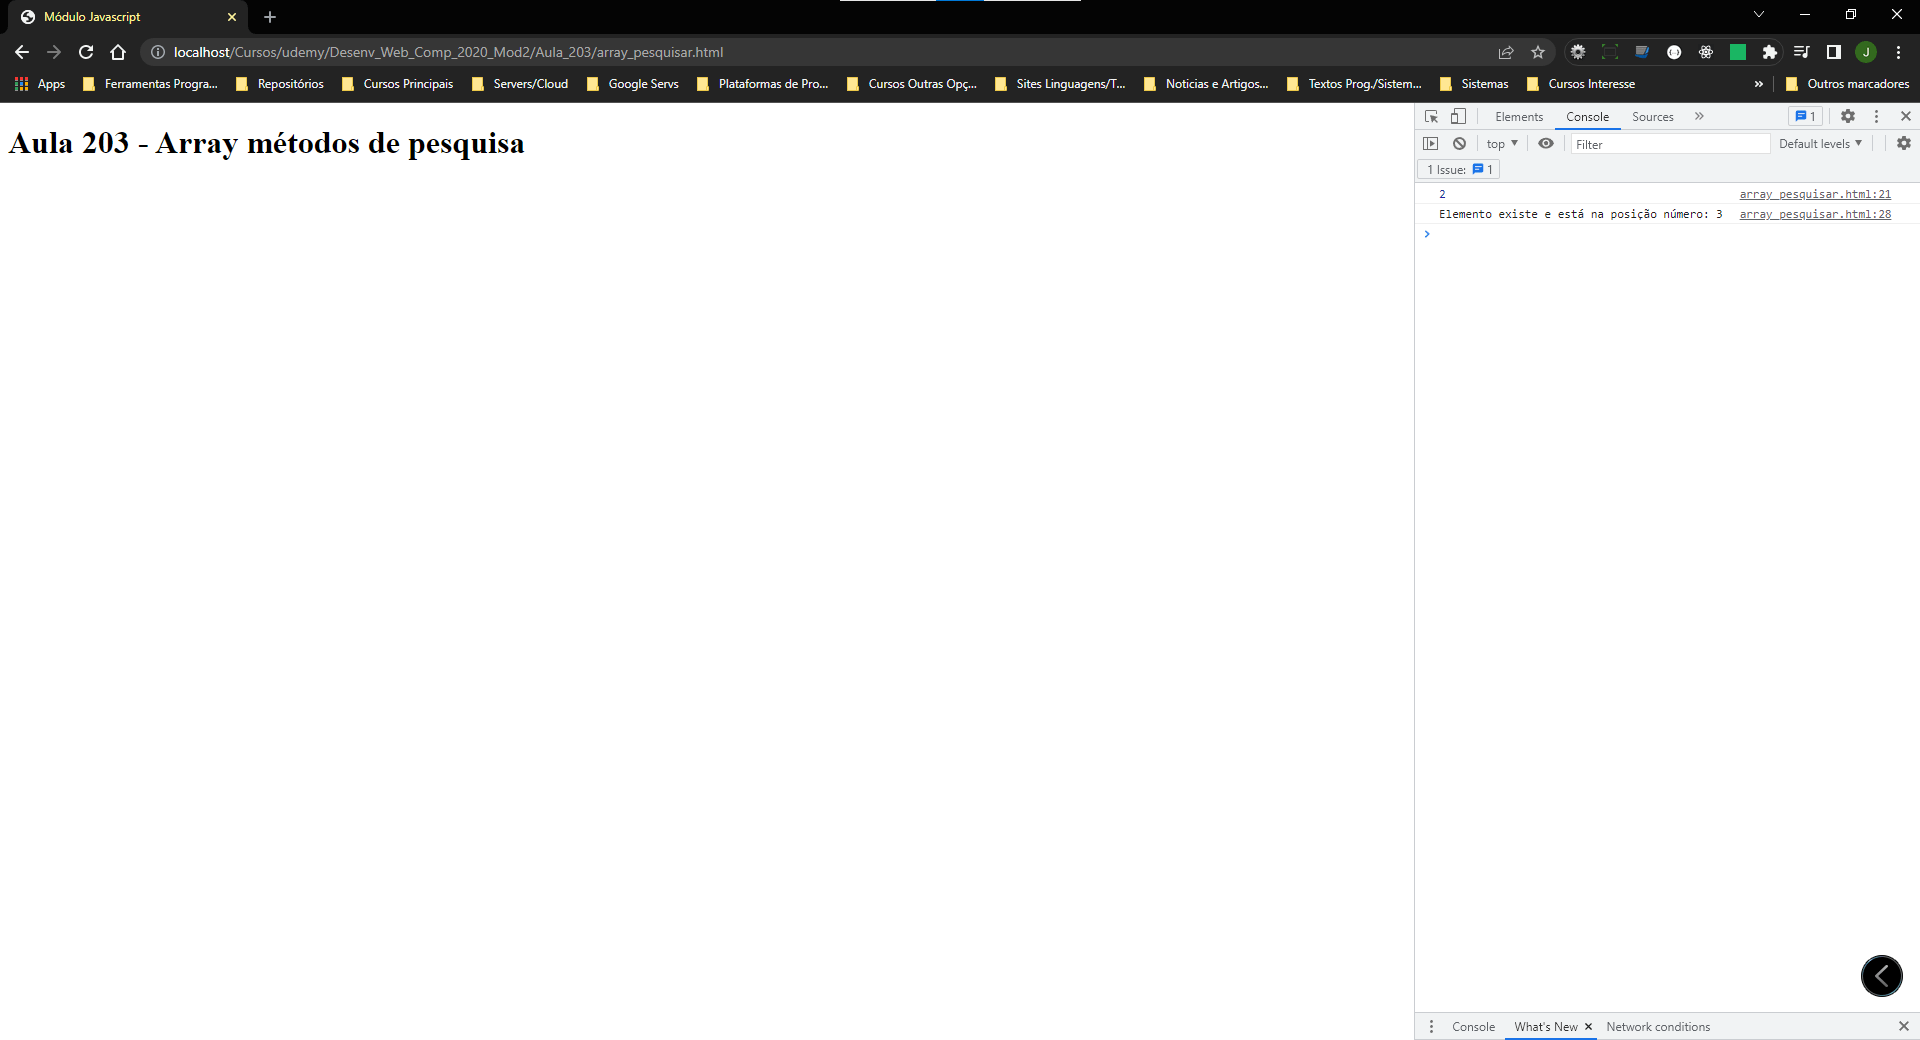 Módulo Javascript
localhost/Cursos/udemy/Desenv_Web_Comp_2020_Mod2/Aula_203/array_pesquisar.html
J
Apps Ferramentas Progra... Repositórios Cursos Principais Servers/Cloud Google Servs Plataformas de Pro... Cursos Outras Opç... Sites Linguagens/T... Noticias e Artigos... Textos Prog./Sistem... Sistemas Cursos Interesse » Outros marcadores
Aula 203 - Array métodos de pesquisa
Elements Console Sources » 1
top Filter Default levels
1 Issue: 1
2 array_pesquisar.html:21
Elemento existe e está na posição número: 3 array_pesquisar.html:28
Console What's New Network conditions